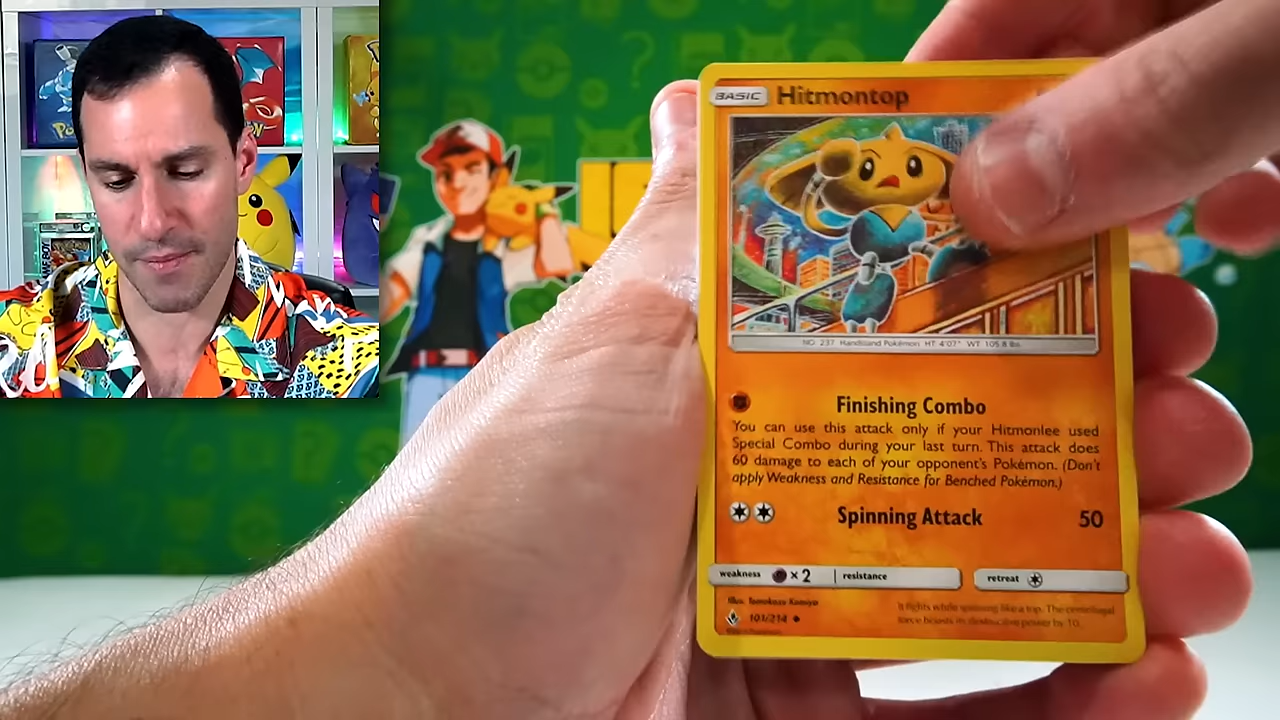 BASIC Hitmontop
NO. 237 Handstand Pokémon HT: 4'07" WT: 105.8 lbs.
Finishing Combo
You can use this attack only if your Hitmonlee used
Special Combo during your last turn. This attack does
60 damage to each of your opponent's Pokémon. (Don't
apply Weakness and Resistance for Benched Pokémon.)
Spinning Attack 50
weakness ×2 resistance retreat
Illus. Tomokazu Komiya
101/214
It fights while spinning like a top. The centrifugal
force boosts its destructive power by 10.